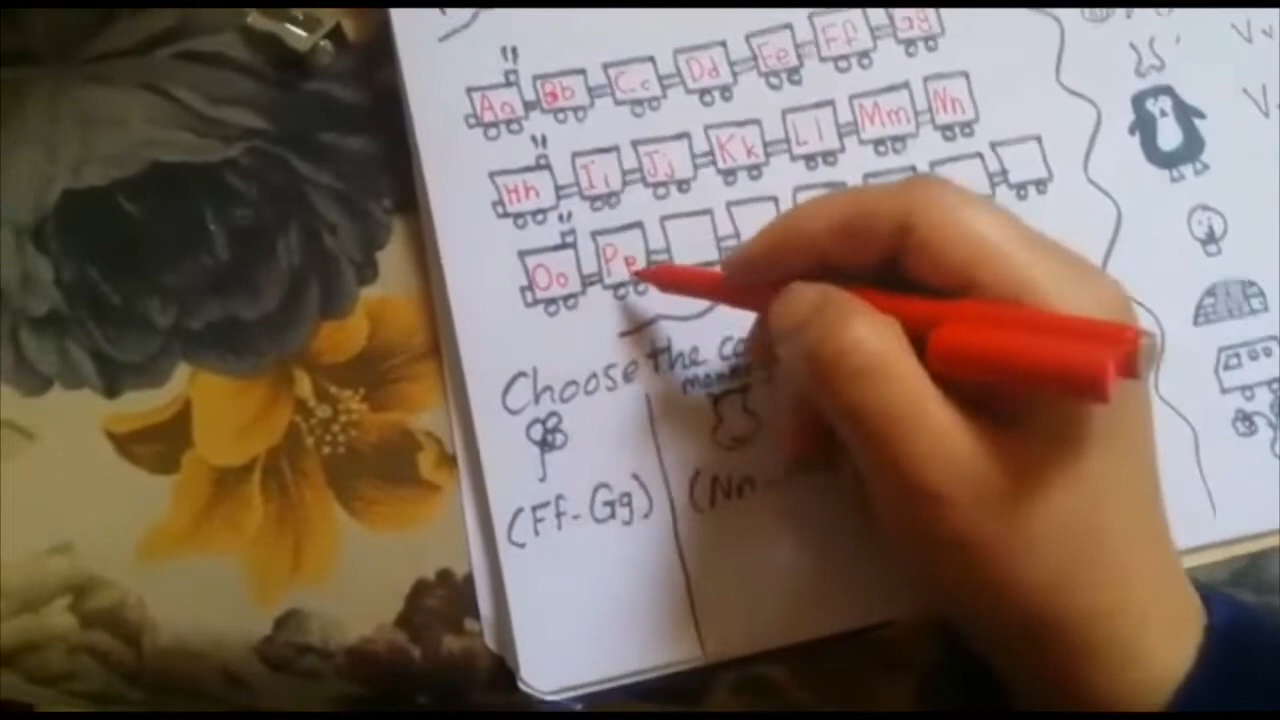 Aa Bb Cc Dd Ee Ff Gg
Hh Ii Jj Kk Ll Mm Nn
Oo Pp
Choose the
(Ff-Gg)
(Nn
Vv
V